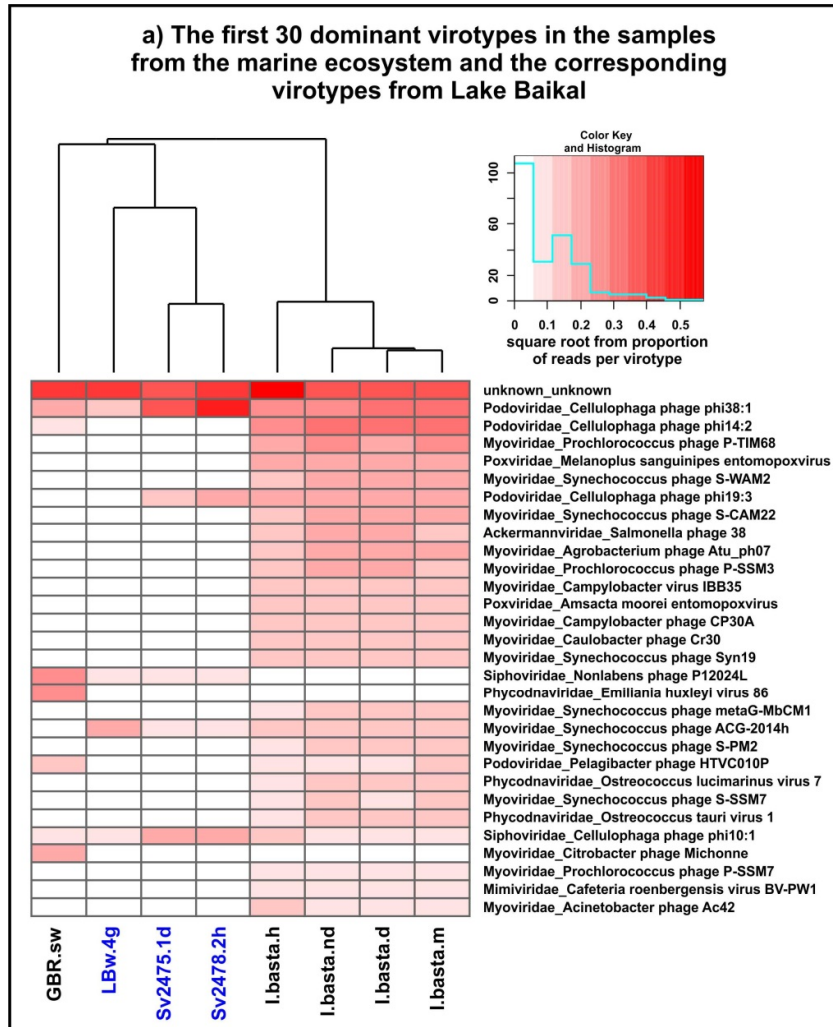 a) The first 30 dominant virotypes in the samples
from the marine ecosystem and the corresponding
virotypes from Lake Baikal
Color Key
and Histogram
100
60
20
0
0 0.1 0.2 0.3 0.4 0.5
square root from proportion
of reads per virotype
unknown_unknown
Podoviridae_Cellulophaga phage phi38:1
Podoviridae_Cellulophaga phage phi14:2
Myoviridae_Prochlorococcus phage P-TIM68
Poxviridae_Melanoplus sanguinipes entomopoxvirus
Myoviridae_Synechococcus phage S-WAM2
Podoviridae_Cellulophaga phage phi19:3
Myoviridae_Synechococcus phage S-CAM22
Ackermannviridae_Salmonella phage 38
Myoviridae_Agrobacterium phage Atu_ph07
Myoviridae_Prochlorococcus phage P-SSM3
Myoviridae_Campylobacter virus IBB35
Poxviridae_Amsacta moorei entomopoxvirus
Myoviridae_Campylobacter phage CP30A
Myoviridae_Caulobacter phage Cr30
Myoviridae_Synechococcus phage Syn19
Siphoviridae_Nonlabens phage P12024L
Phycodnaviridae_Emiliania huxleyi virus 86
Myoviridae_Synechococcus phage metaG-MbCM1
Myoviridae_Synechococcus phage ACG-2014h
Myoviridae_Synechococcus phage S-PM2
Podoviridae_Pelagibacter phage HTVC010P
Phycodnaviridae_Ostreococcus lucimarinus virus 7
Myoviridae_Synechococcus phage S-SSM7
Phycodnaviridae_Ostreococcus tauri virus 1
Siphoviridae_Cellulophaga phage phi10:1
Myoviridae_Citrobacter phage Michonne
Myoviridae_Prochlorococcus phage P-SSM7
Mimiviridae_Cafeteria roenbergensis virus BV-PW1
Myoviridae_Acinetobacter phage Ac42
GBR.sw
LBw.4g
Sv2475.1d
Sv2478.2h
I.basta.h
I.basta.nd
I.basta.d
I.basta.m